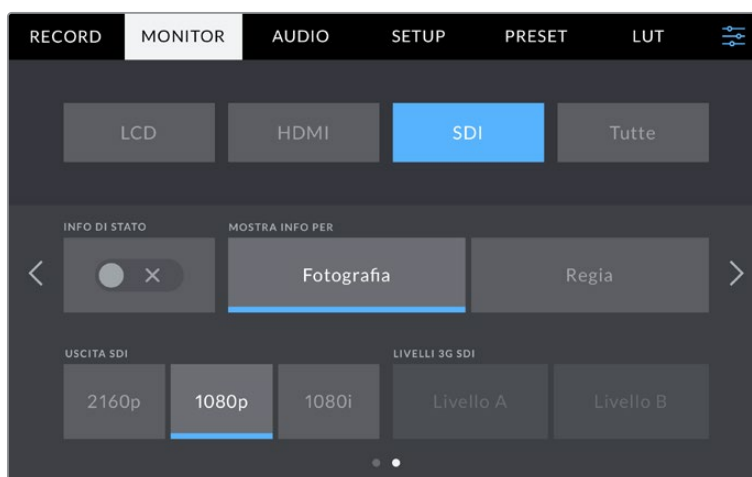 RECORD MONITOR AUDIO SETUP PRESET LUT
LCD HDMI SDI Tutte
INFO DI STATO MOSTRA INFO PER
Fotografia Regia
USCITA SDI LIVELLI 3G SDI
2160p 1080p 1080i Livello A Livello B